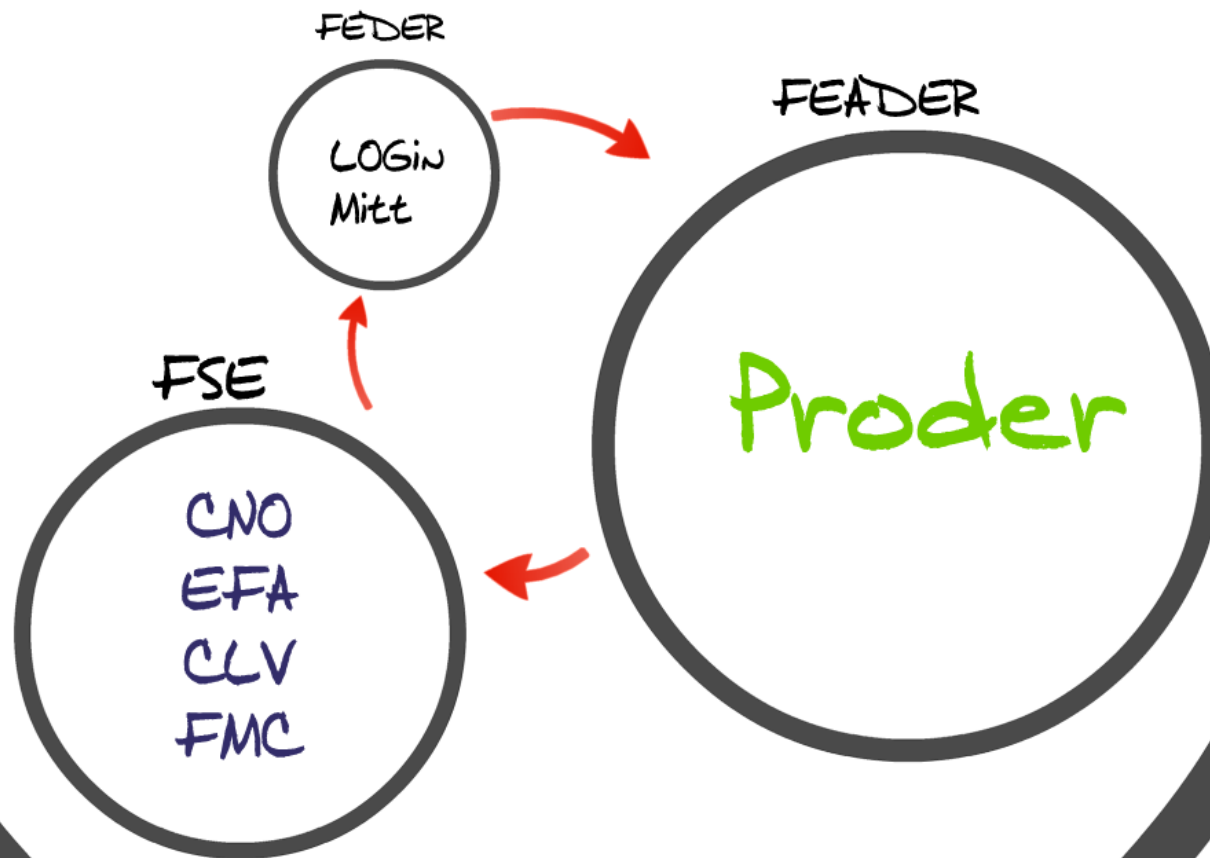 FEDER
LOGiN
Mitt
FEADER
Proder
FSE
CNO
EFA
CLV
FMC